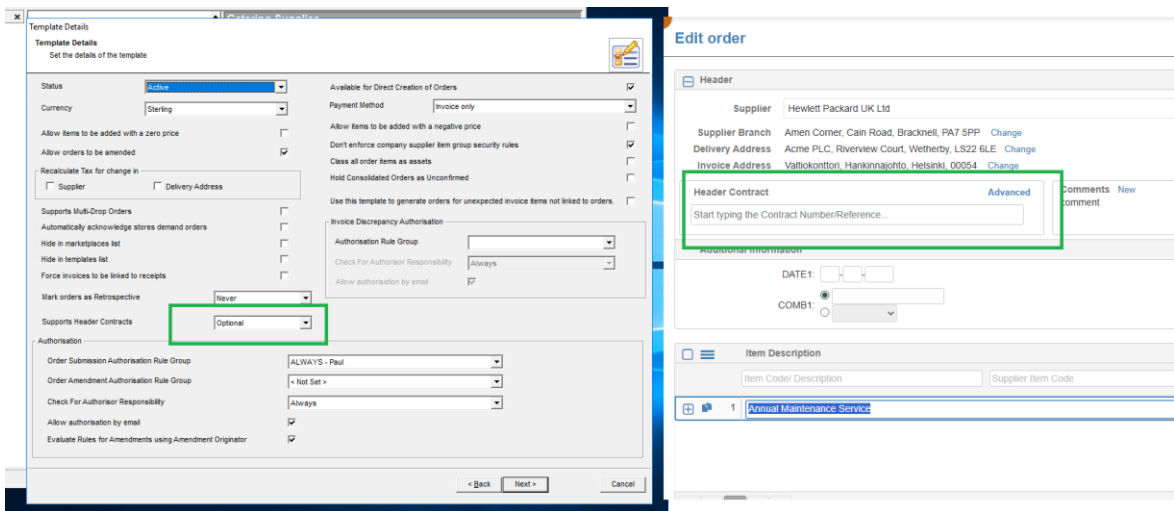 Catering Supplier
Template Details
Template Details
Set the details of the template
Status Active
Currency Sterling
Allow items to be added with a zero price
Allow orders to be amended
Recalculate Tax for change in
Supplier Delivery Address
Supports Multi-Drop Orders
Automatically acknowledge stores demand orders
Hide in marketplaces list
Hide in templates list
Force invoices to be linked to receipts
Mark orders as Retrospective Never
Supports Header Contracts Optional
Available for Direct Creation of Orders
Payment Method Invoice only
Allow items to be added with a negative price
Don't enforce company supplier item group security rules
Class all order items as assets
Hold Consolidated Orders as Unconfirmed
Use this template to generate orders for unexpected invoice items not linked to orders.
Invoice Discrepancy Authorisation
Authorisation Rule Group
Check For Authorisor Responsibility Always
Allow authorisation by email
Authorisation
Order Submission Authorisation Rule Group ALWAYS - Paul
Order Amendment Authorisation Rule Group < Not Set >
Check For Authorisor Responsibility Always
Allow authorisation by email
Evaluate Rules for Amendments using Amendment Originator
< Back Next > Cancel
Edit order
Header
Supplier Hewlett Packard UK Ltd
Supplier Branch Amen Corner, Cain Road, Bracknell, PA7 5PP Change
Delivery Address Acme PLC, Riverview Court, Wetherby, LS22 6LE Change
Invoice Address Valtiokonttori, Hankinnajohto, Helsinki, 00054 Change
Header Contract Advanced
Start typing the Contract Number/Reference...
Comments New
comment
Additional Information
DATE1: - -
COMB1:
Item Description
Item Code/ Description Supplier Item Code
1 Annual Maintenance Service